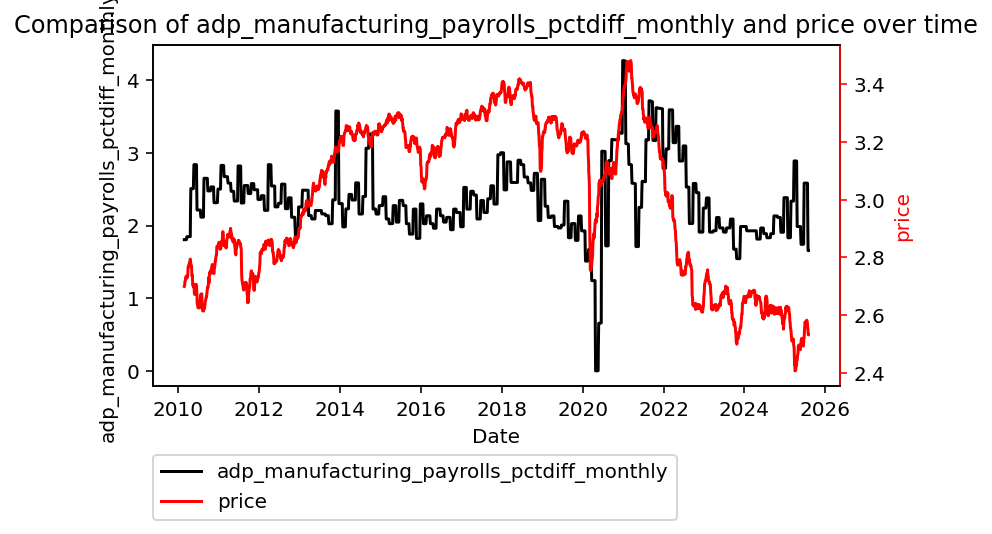 Comparison of adp_manufacturing_payrolls_pctdiff_monthly and price over time
adp_manufacturing_payrolls_pctdiff_monthly
4
3
2
1
0
3.4
3.2
3.0
2.8
2.6
2.4
price
2010 2012 2014 2016 2018 2020 2022 2024 2026
Date
adp_manufacturing_payrolls_pctdiff_monthly
price